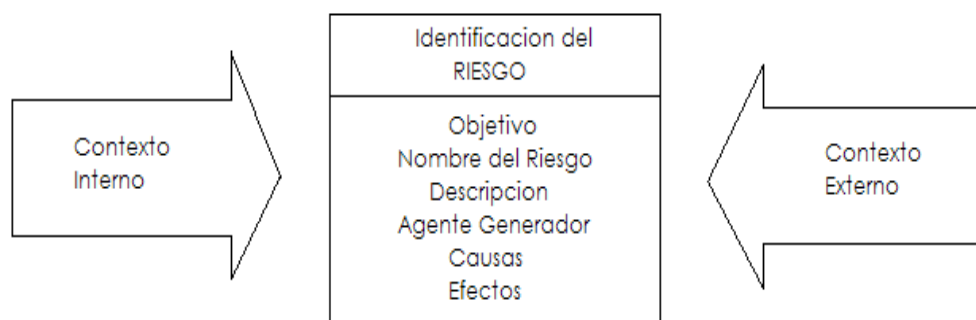 Identificacion del
RIESGO
Contexto
Interno
Objetivo
Nombre del Riesgo
Descripcion
Agente Generador
Causas
Efectos
Contexto
Externo